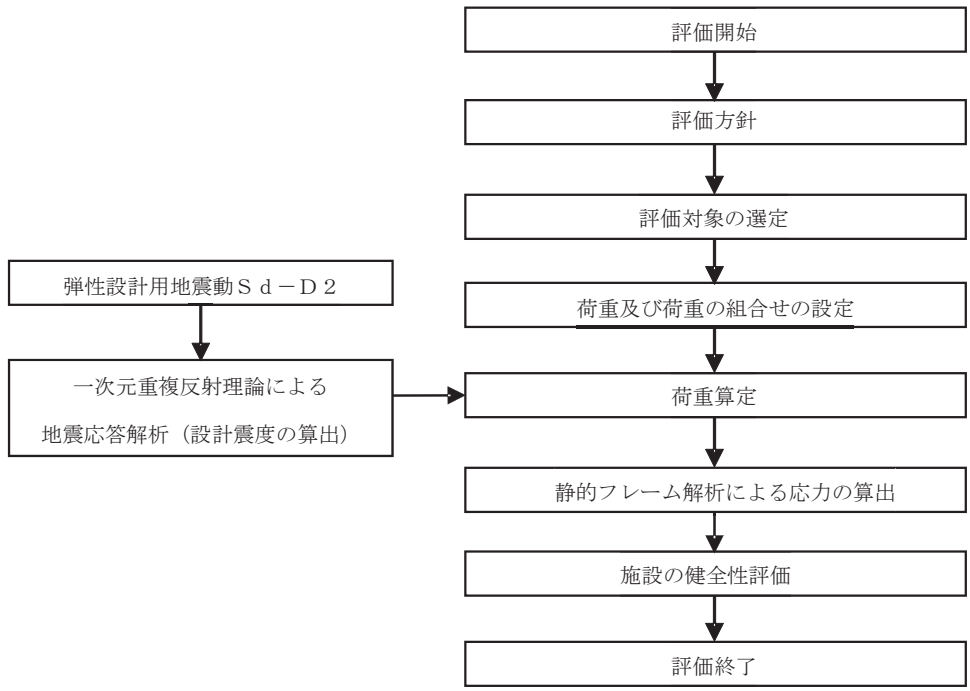 評価開始
評価方針
評価対象の選定
弾性設計用地震動Ｓｄ－Ｄ２
荷重及び荷重の組合せの設定
一次元重複反射理論による
地震応答解析（設計震度の算出）
荷重算定
静的フレーム解析による応力の算出
施設の健全性評価
評価終了